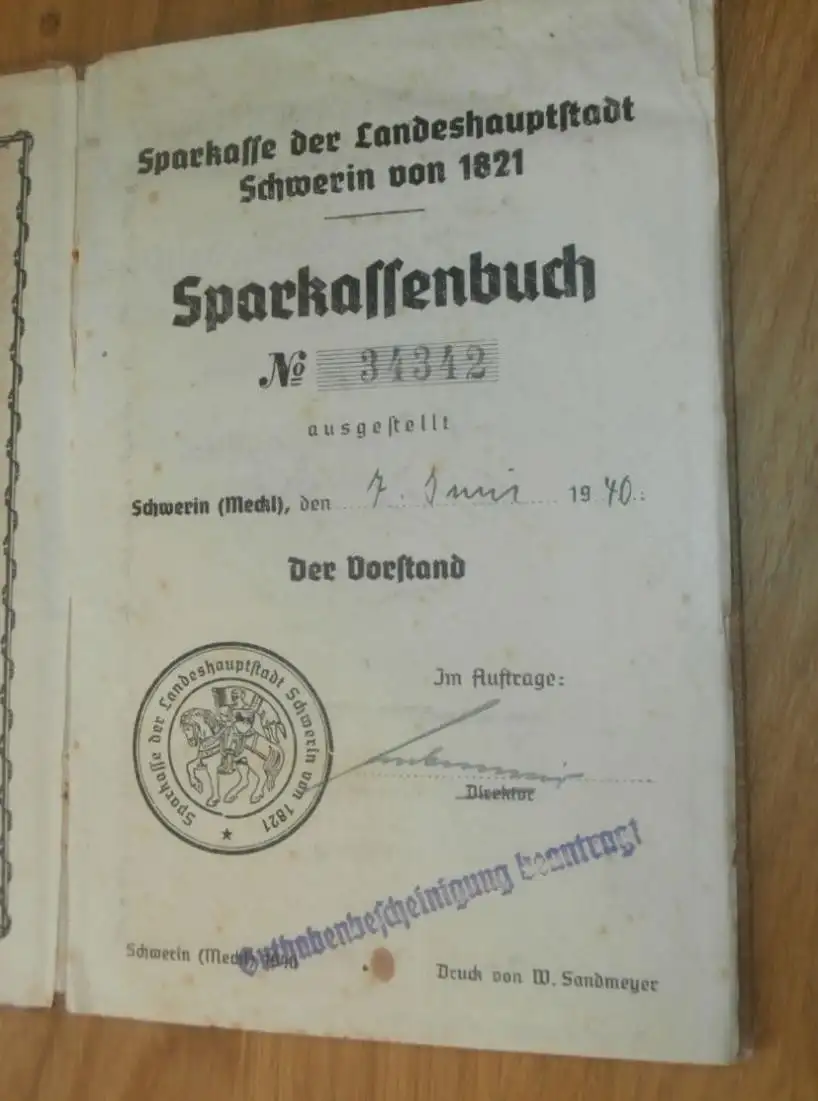 Sparkasse der Landeshauptstadt
Schwerin von 1821
Sparkassenbuch
№ 34342
ausgestellt
Schwerin (Meckl), den 7. Juni 1940.
Der Vorstand
Sparkasse der Landeshauptstadt Schwerin von 1821
Im Auftrage:
Direktor
Guthabenbescheinigung beantragt
Schwerin (Meckl) 1940
Druck von W. Sandmeyer